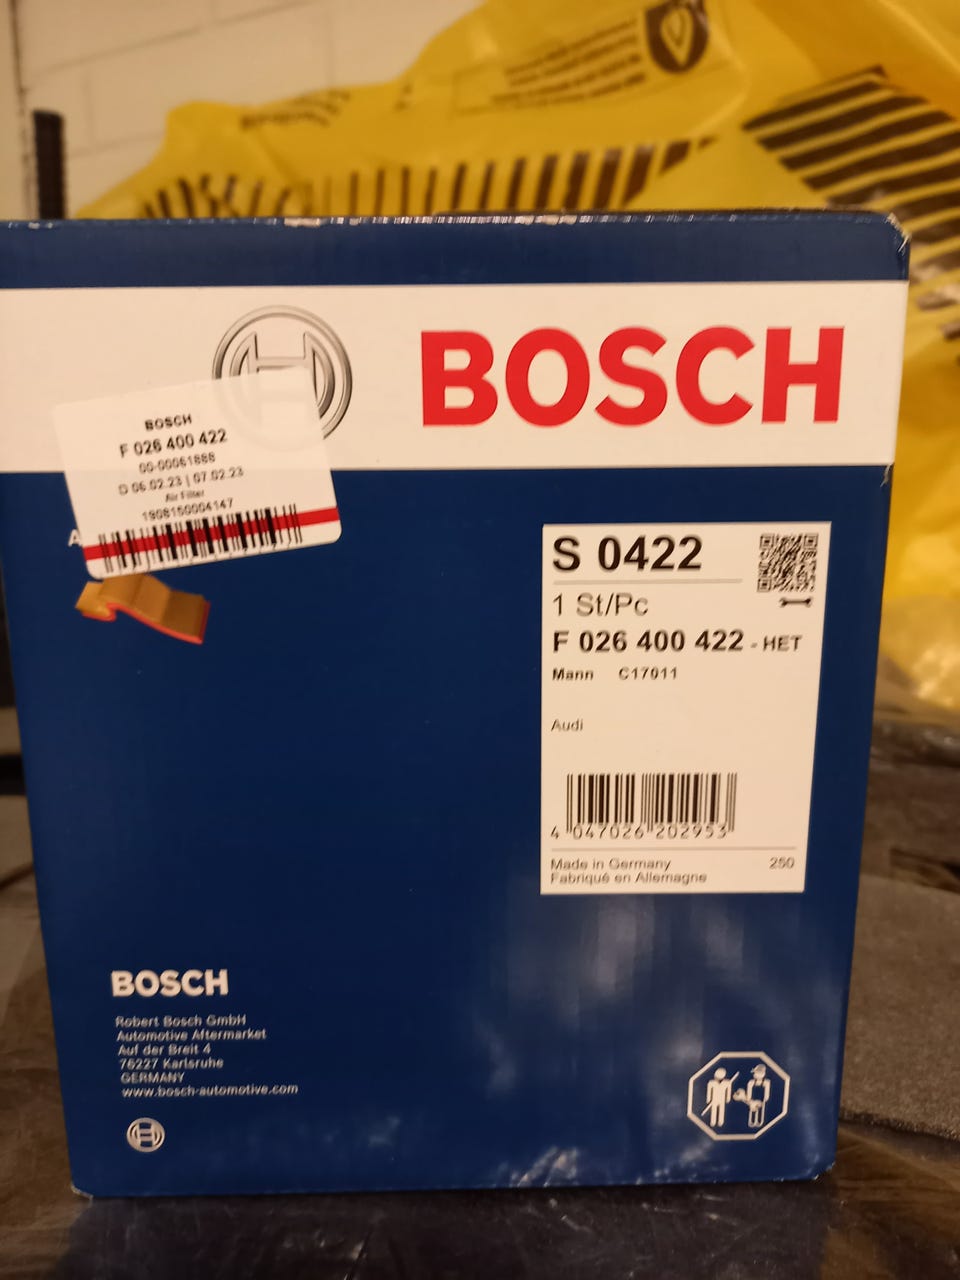 BOSCH
BOSCH
F 026 400 422
00-00061888
D 06.02.23 | 07.02.23
Air Filter
1908150004147
A
S 0422
1 St/Pc
F 026 400 422 - HET
Mann C17011
Audi
4 047026 202953
Made in Germany 250
Fabriqué en Allemagne
BOSCH
Robert Bosch GmbH
Automotive Aftermarket
Auf der Breit 4
76227 Karlsruhe
GERMANY
www.bosch-automotive.com